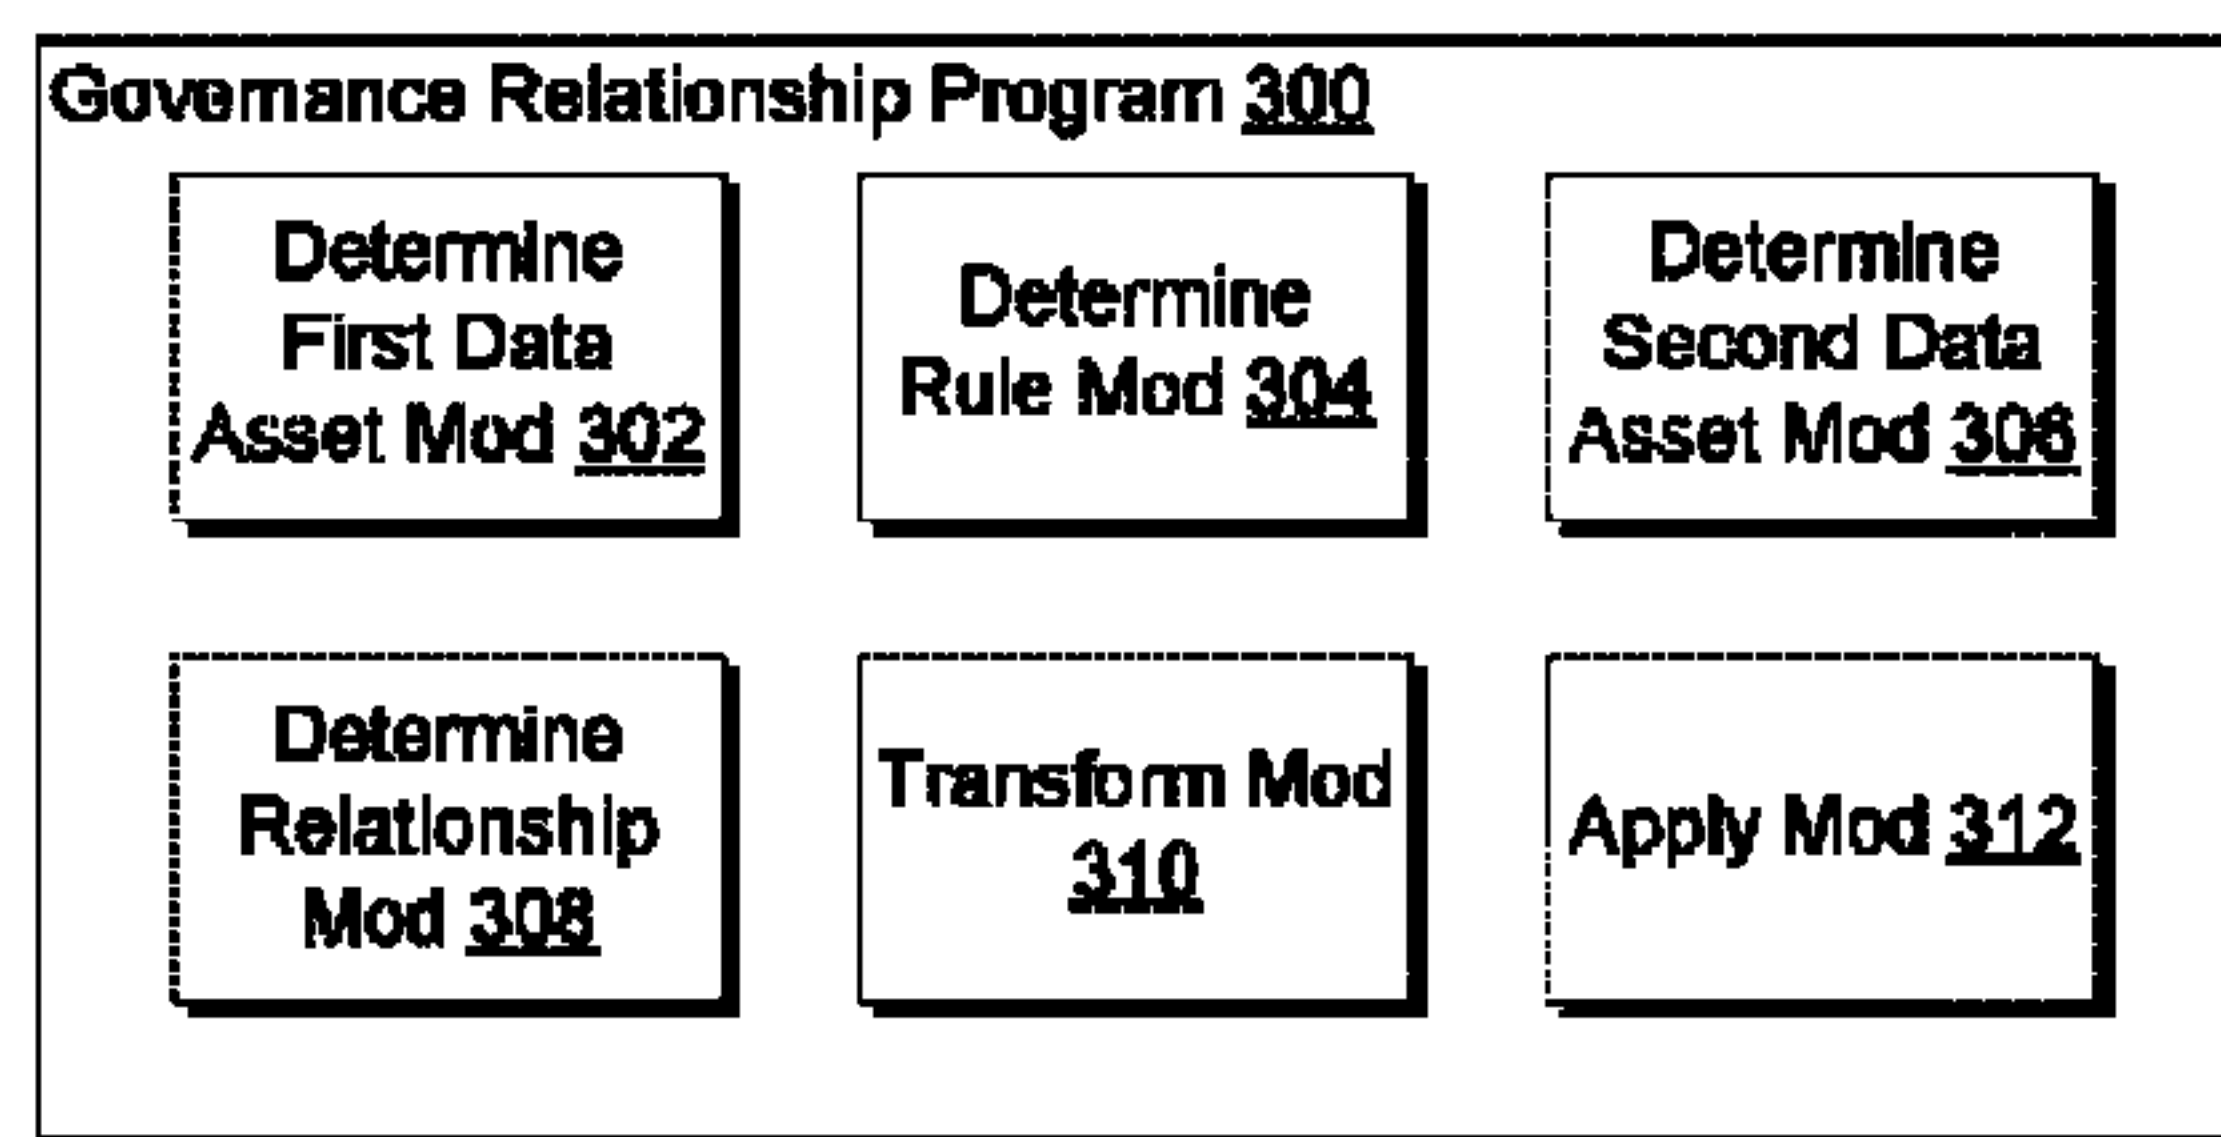 Governance Relationship Program 300
Determine
First Data
Asset Mod 302
Determine
Rule Mod 304
Determine
Second Data
Asset Mod 306
Determine
Relationship
Mod 308
Transform Mod
310
Apply Mod 312